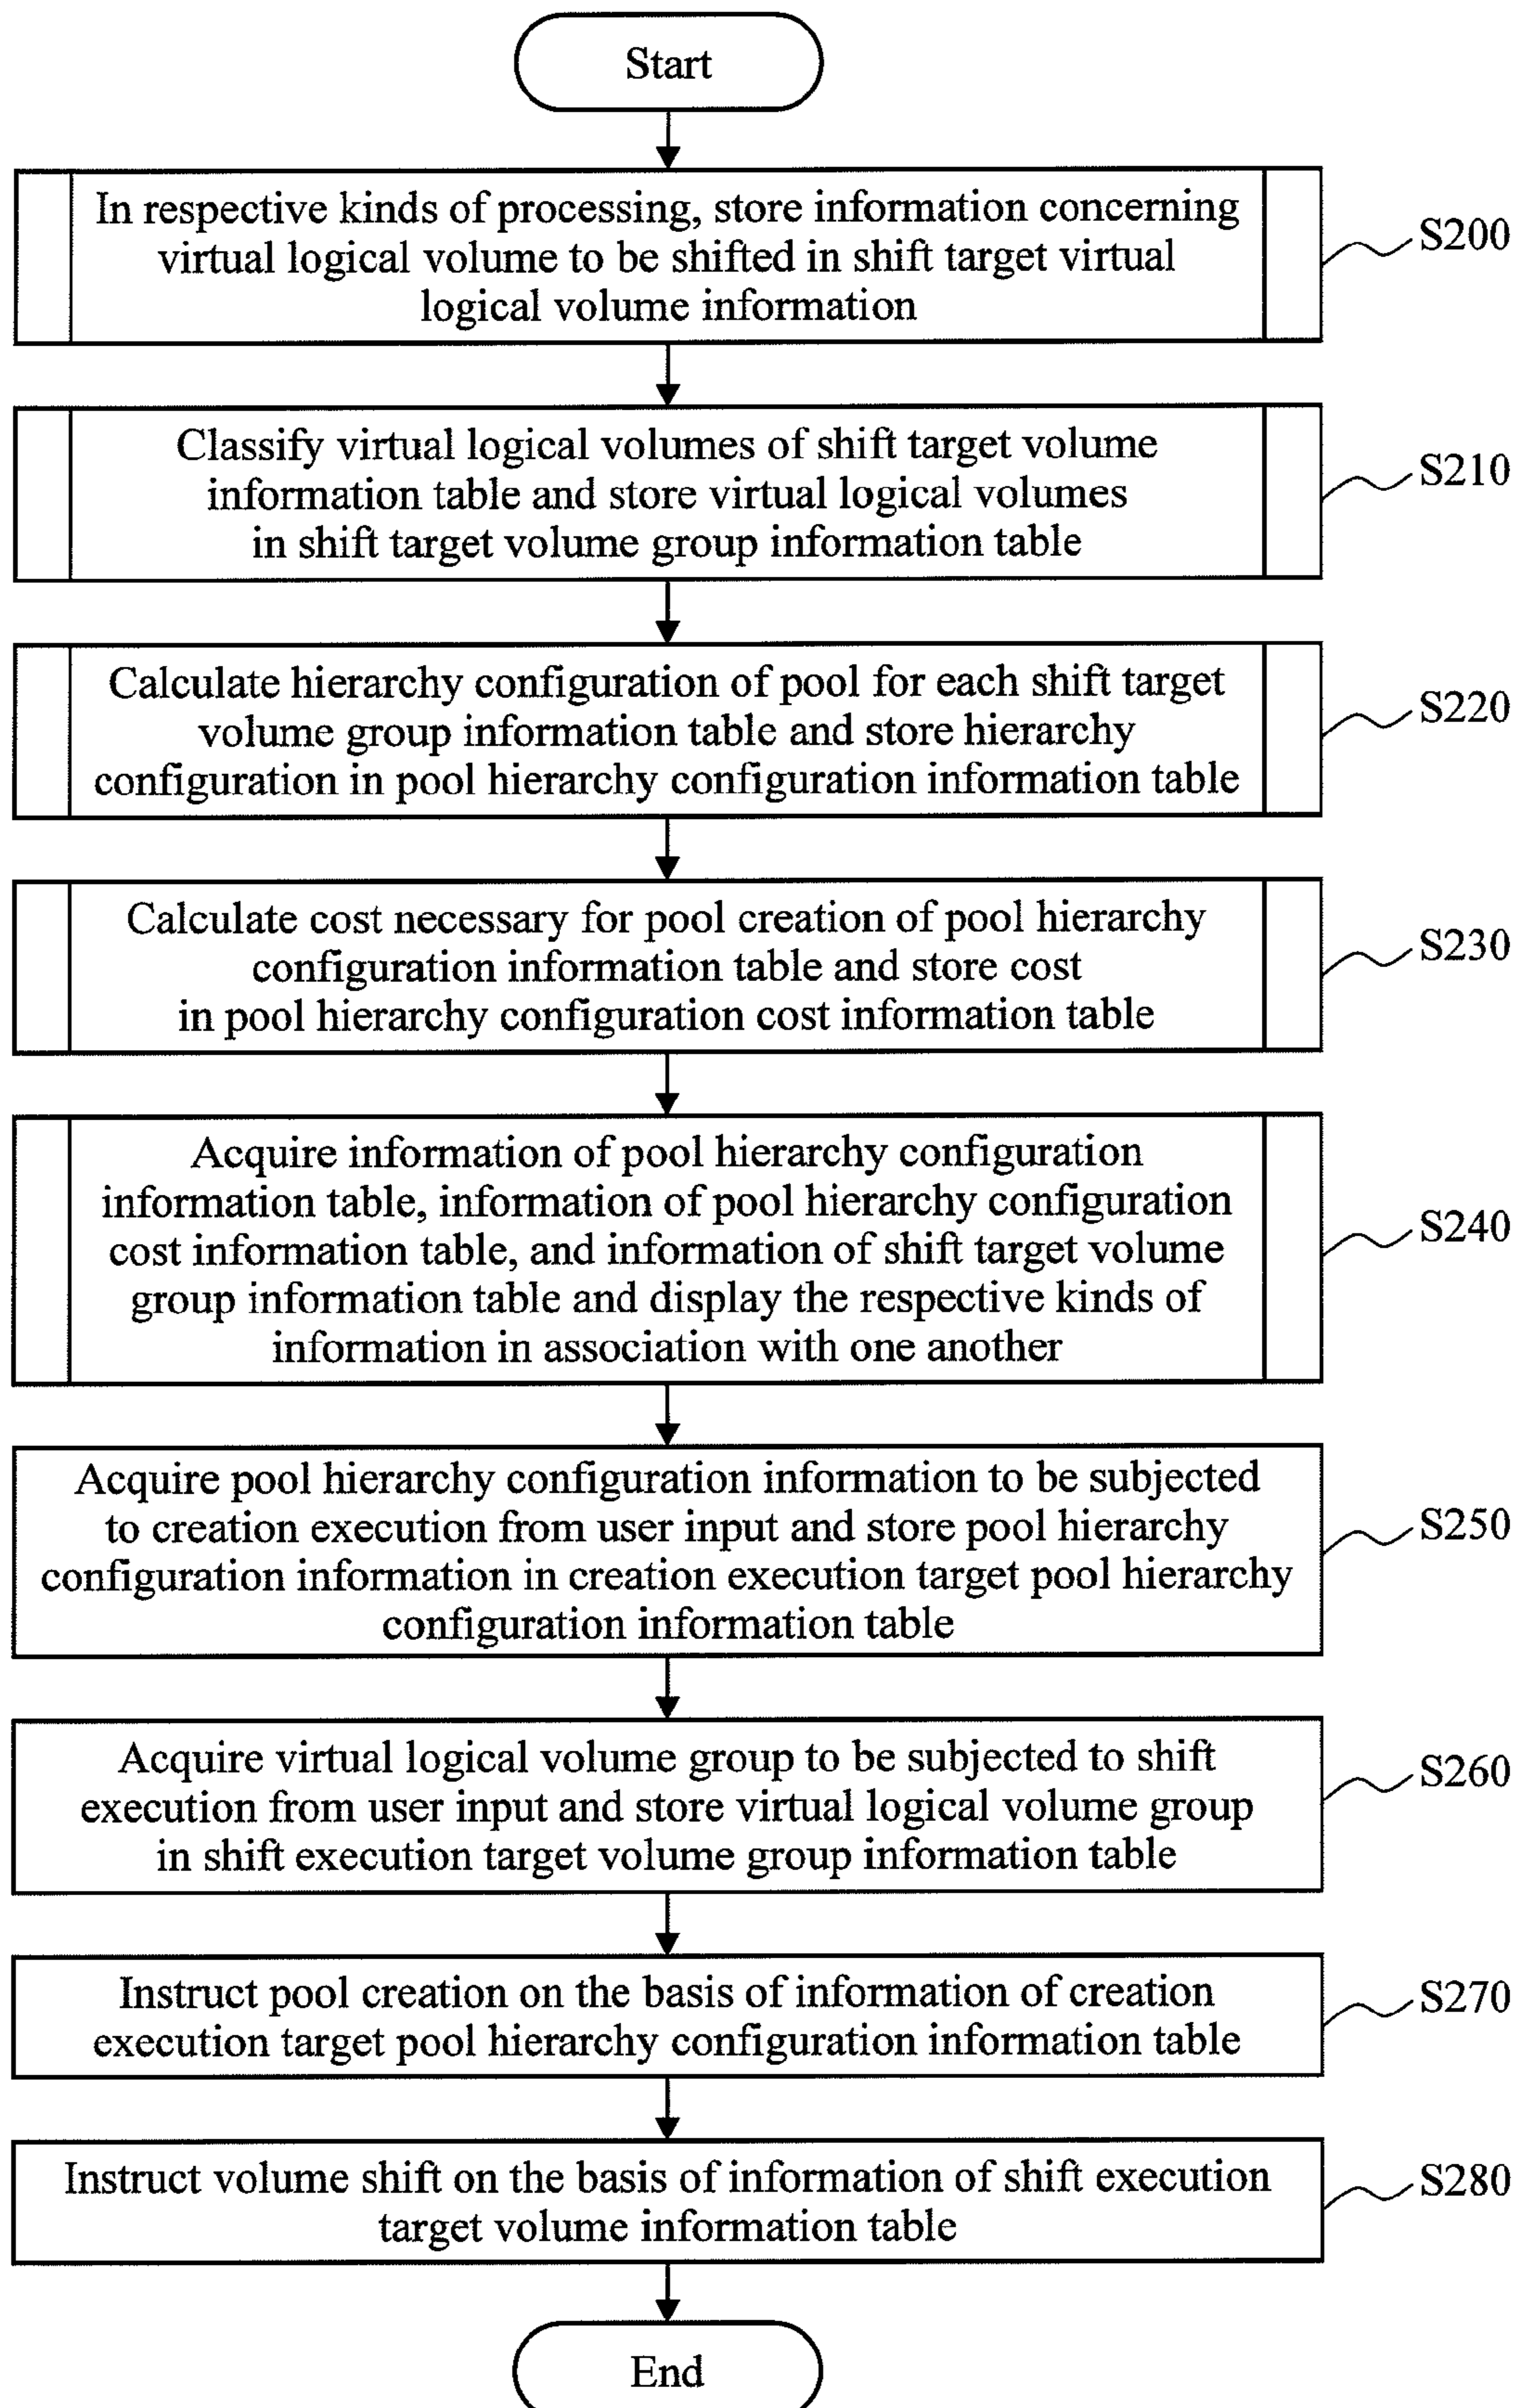 Start
In respective kinds of processing, store information concerning
virtual logical volume to be shifted in shift target virtual
logical volume information
S200
Classify virtual logical volumes of shift target volume
information table and store virtual logical volumes
in shift target volume group information table
S210
Calculate hierarchy configuration of pool for each shift target
volume group information table and store hierarchy
configuration in pool hierarchy configuration information table
S220
Calculate cost necessary for pool creation of pool hierarchy
configuration information table and store cost
in pool hierarchy configuration cost information table
S230
Acquire information of pool hierarchy configuration
information table, information of pool hierarchy configuration
cost information table, and information of shift target volume
group information table and display the respective kinds of
information in association with one another
S240
Acquire pool hierarchy configuration information to be subjected
to creation execution from user input and store pool hierarchy
configuration information in creation execution target pool hierarchy
configuration information table
S250
Acquire virtual logical volume group to be subjected to shift
execution from user input and store virtual logical volume group
in shift execution target volume group information table
S260
Instruct pool creation on the basis of information of creation
execution target pool hierarchy configuration information table
S270
Instruct volume shift on the basis of information of shift execution
target volume information table
S280
End